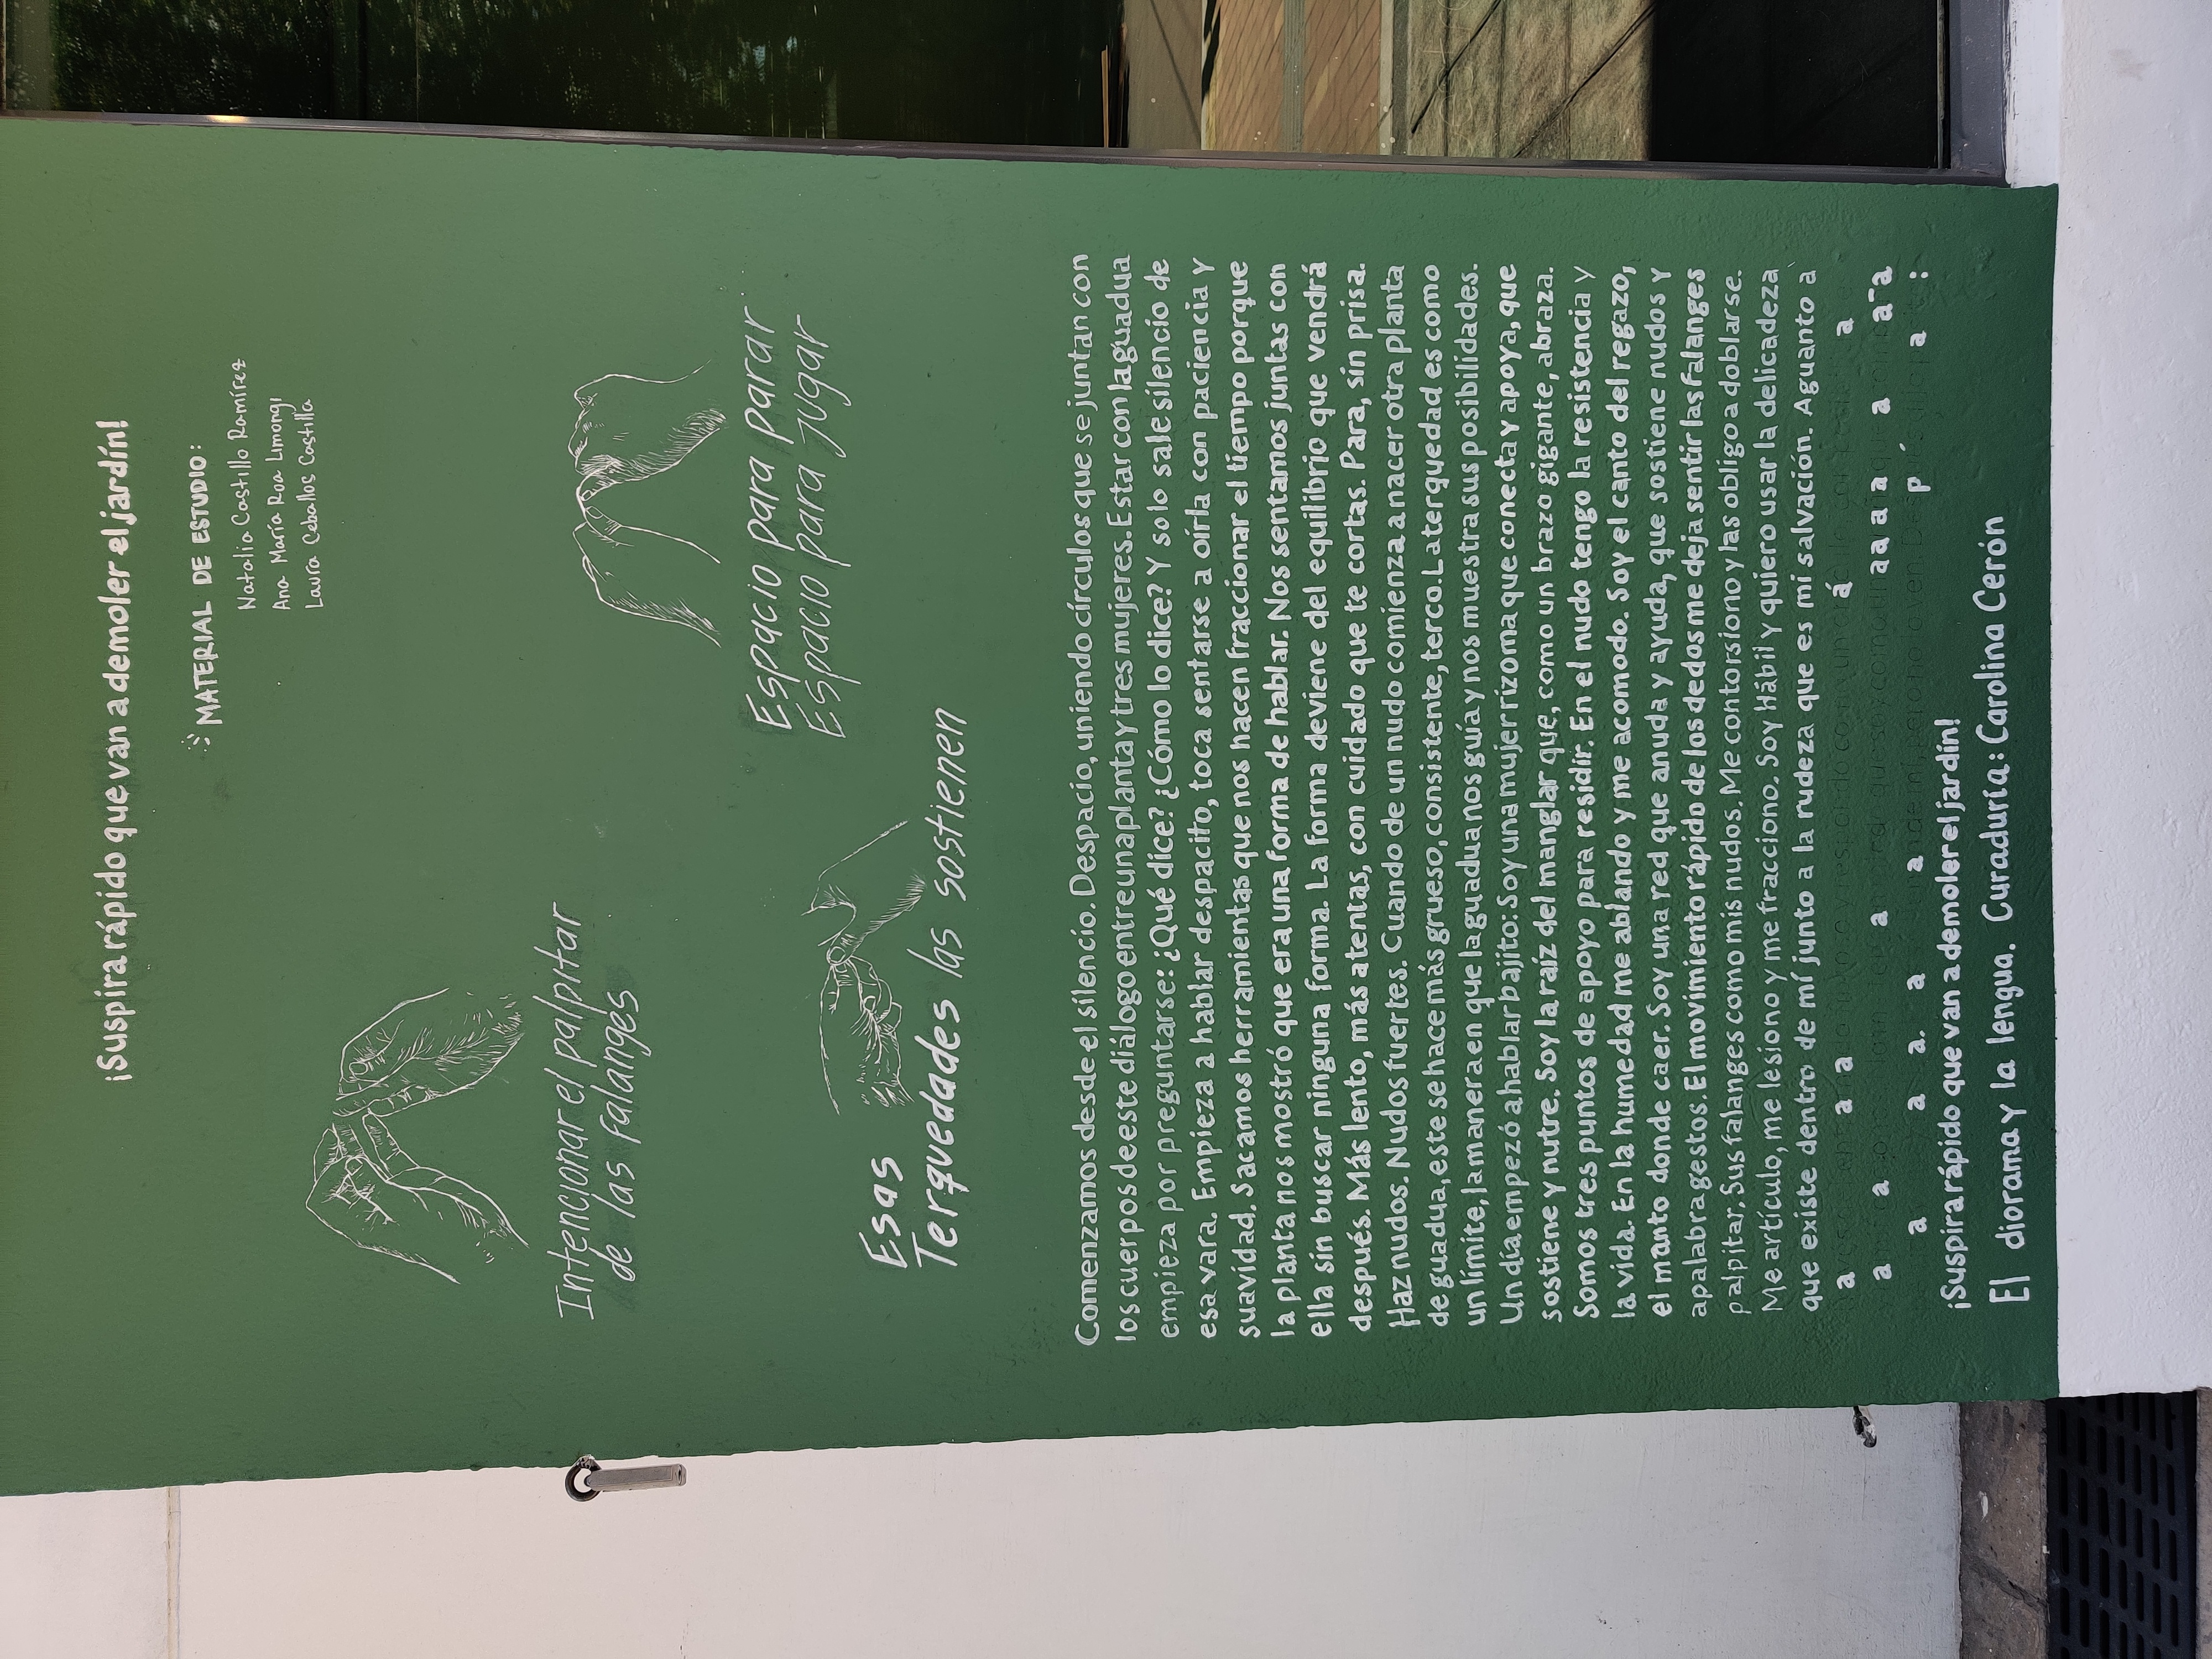 ¡Suspira rápido que van a demoler el jardín!
MATERIAL DE ESTUDIO:
Natalia Castillo Ramírez
Ana María Roa Limongi
Laura Ceballos Castilla
Intencionar el palpitar
de las falanges
Espacio para parar
Espacio para jugar
Esas
Terquedades las sostienen
Comenzamos desde el silencio. Despacio, uniendo círculos que se juntan con
los cuerpos de este diálogo entre una planta y tres mujeres. Estar con la guadua
empieza por preguntarse: ¿Qué dice? ¿Cómo lo dice? Y solo sale silencio de
esa vara. Empieza a hablar despacito, toca sentarse a oírla con paciencia y
suavidad. Sacamos herramientas que nos hacen fraccionar el tiempo porque
la planta nos mostró que era una forma de hablar. Nos sentamos juntas con
ella sin buscar ninguna forma. La forma deviene del equilibrio que vendrá
después. Más lento, más atentas, con cuidado que te cortas. Para, sin prisa.
Haz nudos. Nudos fuertes. Cuando de un nudo comienza a nacer otra planta
de guadua, este se hace más grueso, consistente, terco. La terquedad es como
un límite, la manera en que la guadua nos guía y nos muestra sus posibilidades.
Un día empezó a hablar bajito: Soy una mujer rizoma que conecta y apoya, que
sostiene y nutre. Soy la raíz del manglar que, como un brazo gigante, abraza.
Somos tres puntos de apoyo para residir. En el nudo tengo la resistencia y
la vida. En la humedad me ablando y me acomodo. Soy el canto del regazo,
el manto donde caer. Soy una red que anuda y ayuda, que sostiene nudos y
apalabra gestos. El movimiento rápido de los dedos me deja sentir las falanges
palpitar. Sus falanges como mis nudos. Me contorsiono y las obligo a doblarse.
Me artículo, me lesiono y me fracciono. Soy Hábil y quiero usar la delicadeza
que existe dentro de mí junto a la rudeza que es mi salvación. Aguanto a
a a a á a
a a a aa a a a a'a
a a a. a a p á a :
¡Suspira rápido que van a demoler el jardín!
El diorama y la lengua. Curaduría: Carolina Cerón